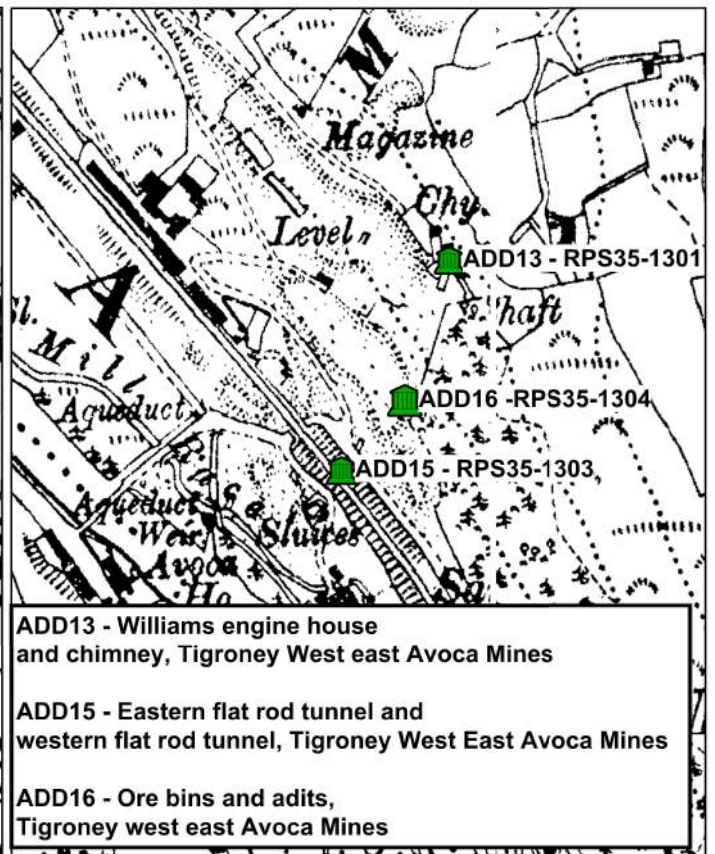 M
Magazine
Chy
Level
ADD13 - RPS35-1301
haft
A
Mill
Aqueduct
ADD16 -RPS35-1304
ADD15 - RPS35-1303
Aqueduct
Weir
Sluices
Avoca
Ho
Sa
ADD13 - Williams engine house
and chimney, Tigroney West east Avoca Mines
ADD15 - Eastern flat rod tunnel and
western flat rod tunnel, Tigroney West East Avoca Mines
ADD16 - Ore bins and adits,
Tigroney west east Avoca Mines